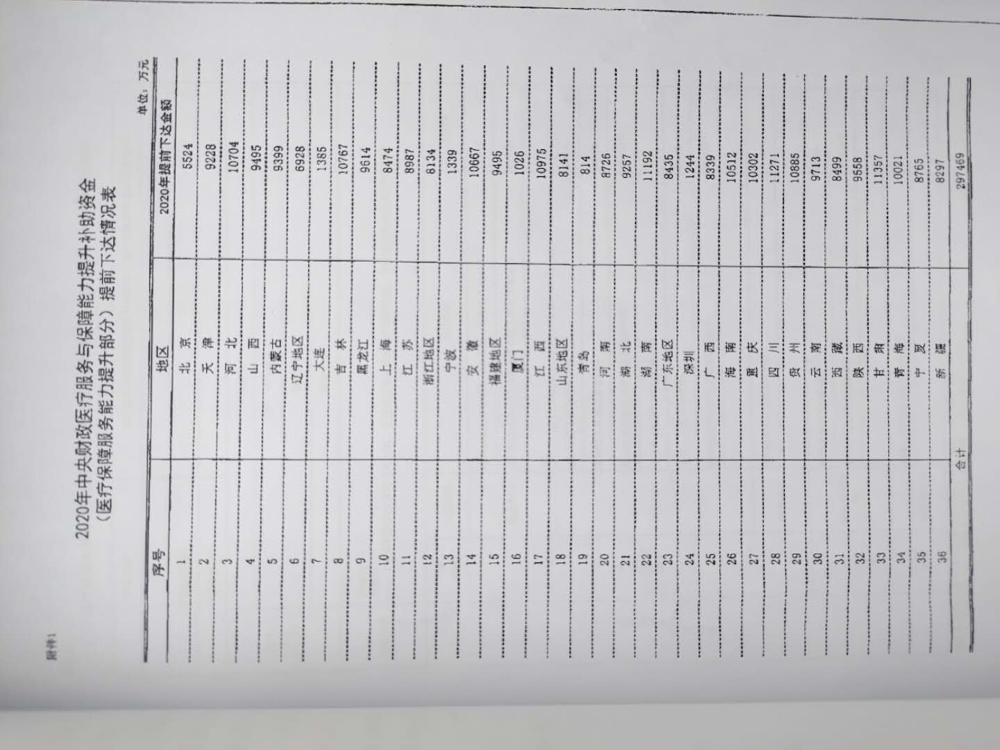 附件1
2020年中央财政医疗服务与保障能力提升补助资金
（医疗保障服务能力提升部分）提前下达情况表
单位：万元
序号 地区 2020年提前下达金额
1 北 京 5524
2 天 津 9228
3 河 北 10704
4 山 西 9495
5 内蒙古 9399
6 辽宁地区 6928
7 大连 1385
8 吉 林 10767
9 黑龙江 9614
10 上 海 8474
11 江 苏 8987
12 浙江地区 8134
13 宁波 1339
14 安 徽 10667
15 福建地区 9495
16 厦门 1026
17 江 西 10975
18 山东地区 8141
19 青岛 814
20 河 南 8726
21 湖 北 9257
22 湖 南 11192
23 广东地区 8435
24 深圳 1244
25 广 西 8339
26 海 南 10512
27 重 庆 10302
28 四 川 11271
29 贵 州 10885
30 云 南 9713
31 西 藏 8499
32 陕 西 9558
33 甘 肃 11357
34 青 海 10021
35 宁 夏 8765
36 新 疆 8297
合计 297469